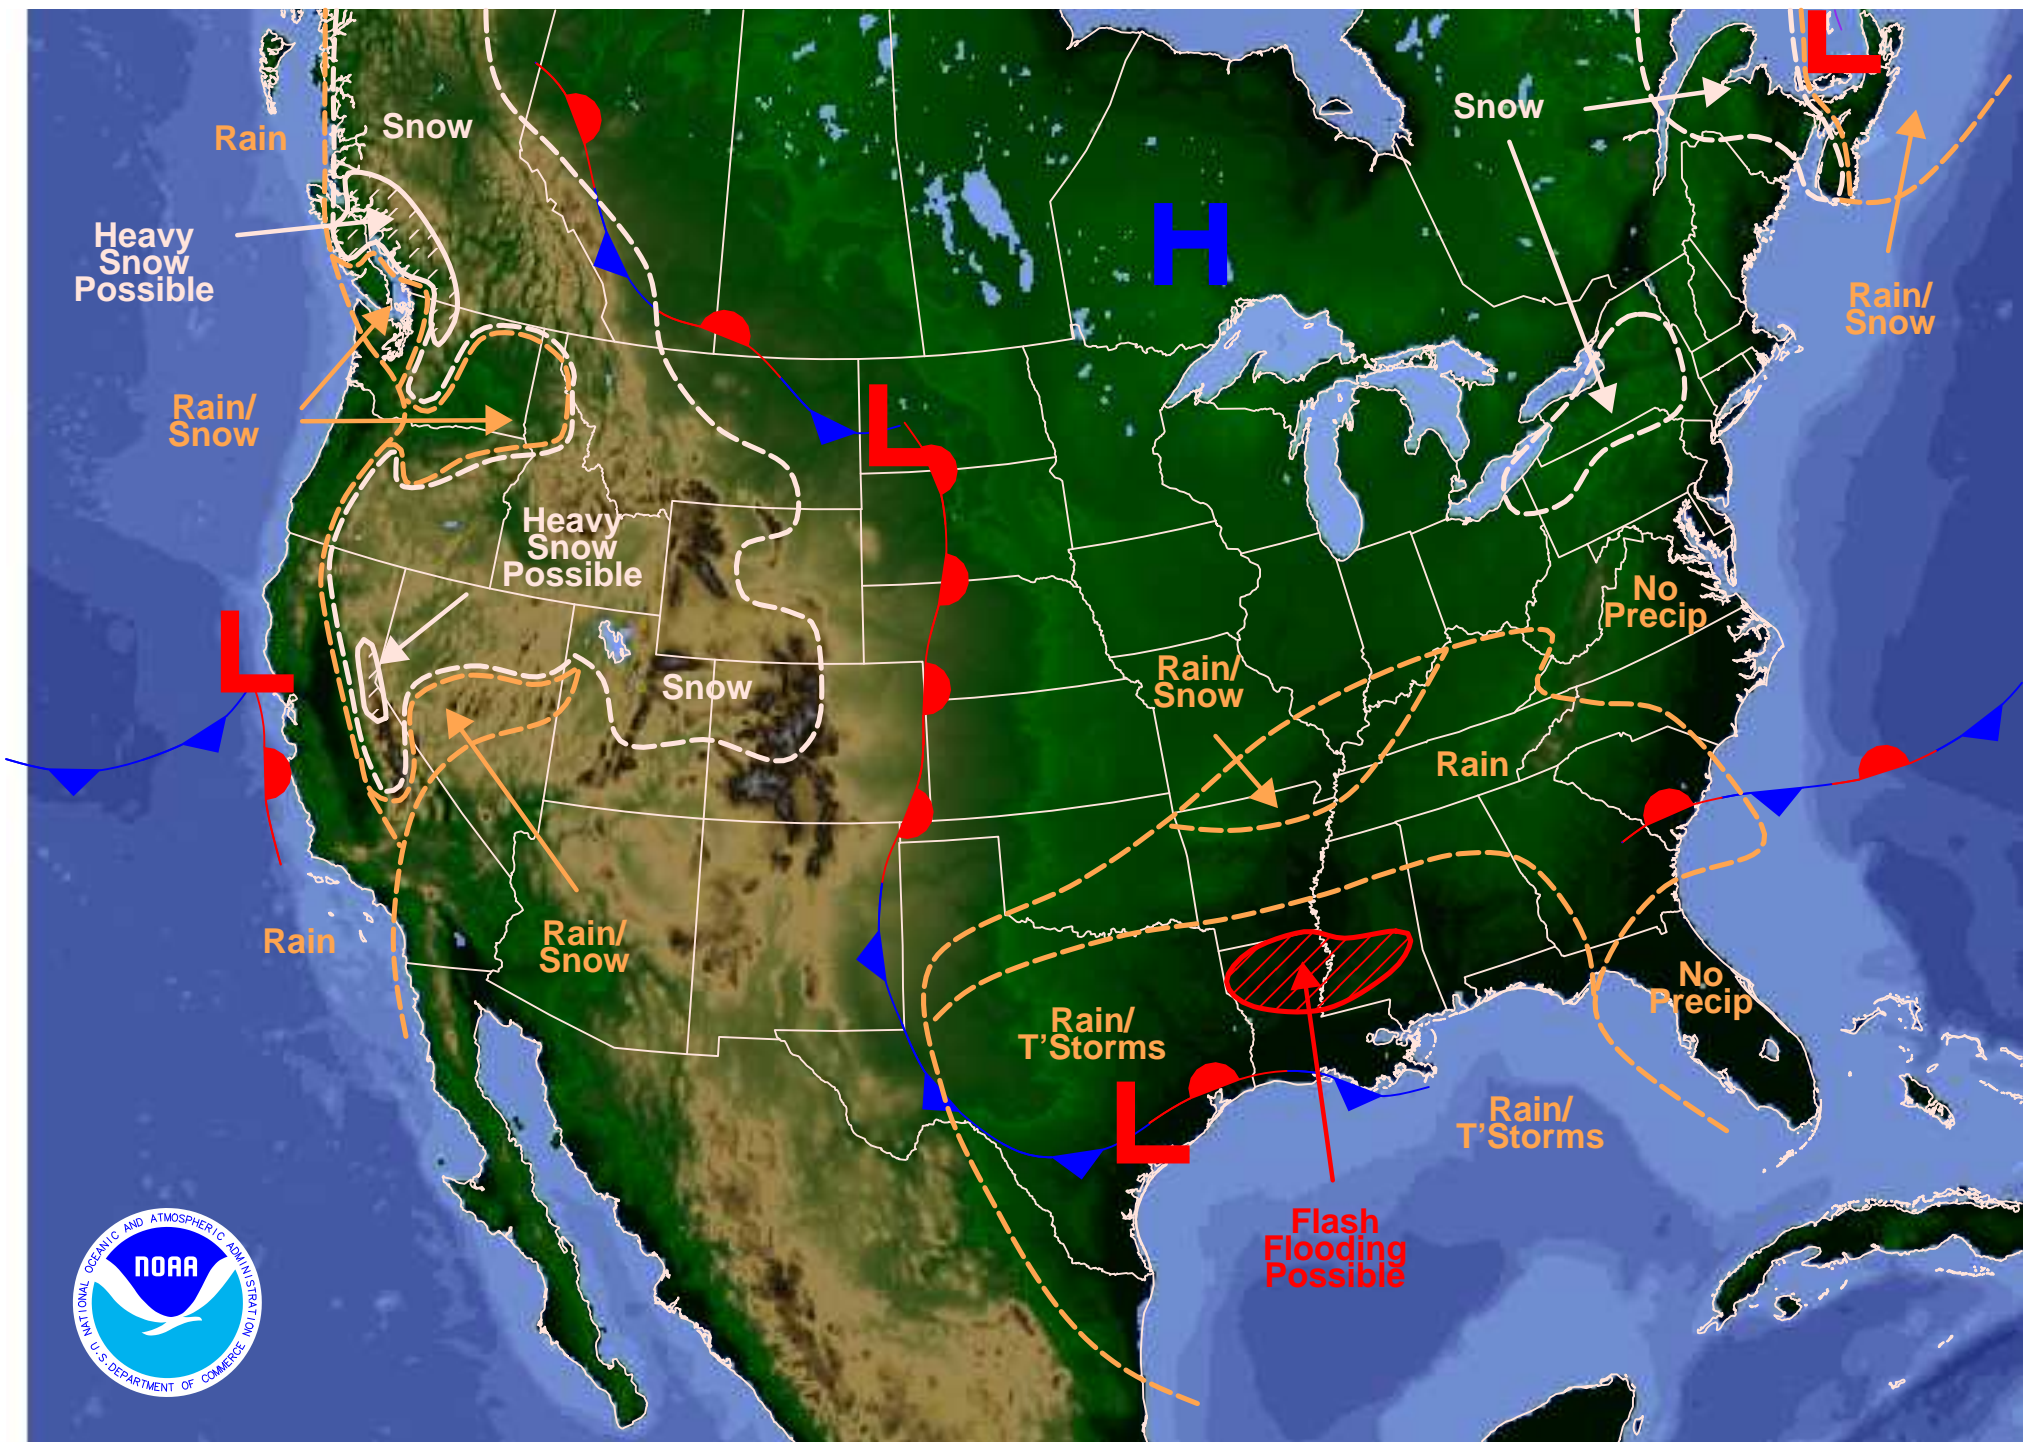 L
Snow
Snow
Rain
H
Heavy
Snow
Possible
Rain/
Snow
Rain/
Snow
L
Heavy
Snow
Possible
No
Precip
L
Rain/
Snow
Snow
Rain
Rain
Rain/
Snow
No
Precip
Rain/
T'Storms
L
Rain/
T'Storms
Flash
Flooding
Possible
NATIONAL OCEANIC AND ATMOSPHERIC ADMINISTRATION
NOAA
U.S. DEPARTMENT OF COMMERCE